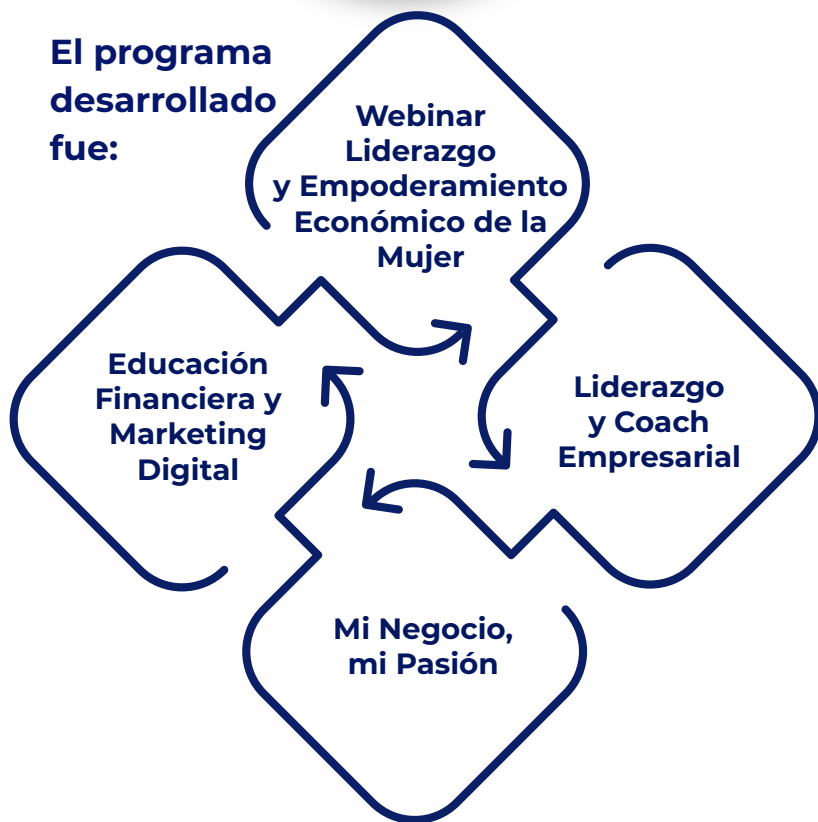 El programa
desarrollado
fue:
Webinar
Liderazgo
y Empoderamiento
Económico de la
Mujer
Liderazgo
y Coach
Empresarial
Mi Negocio,
mi Pasión
Educación
Financiera y
Marketing
Digital